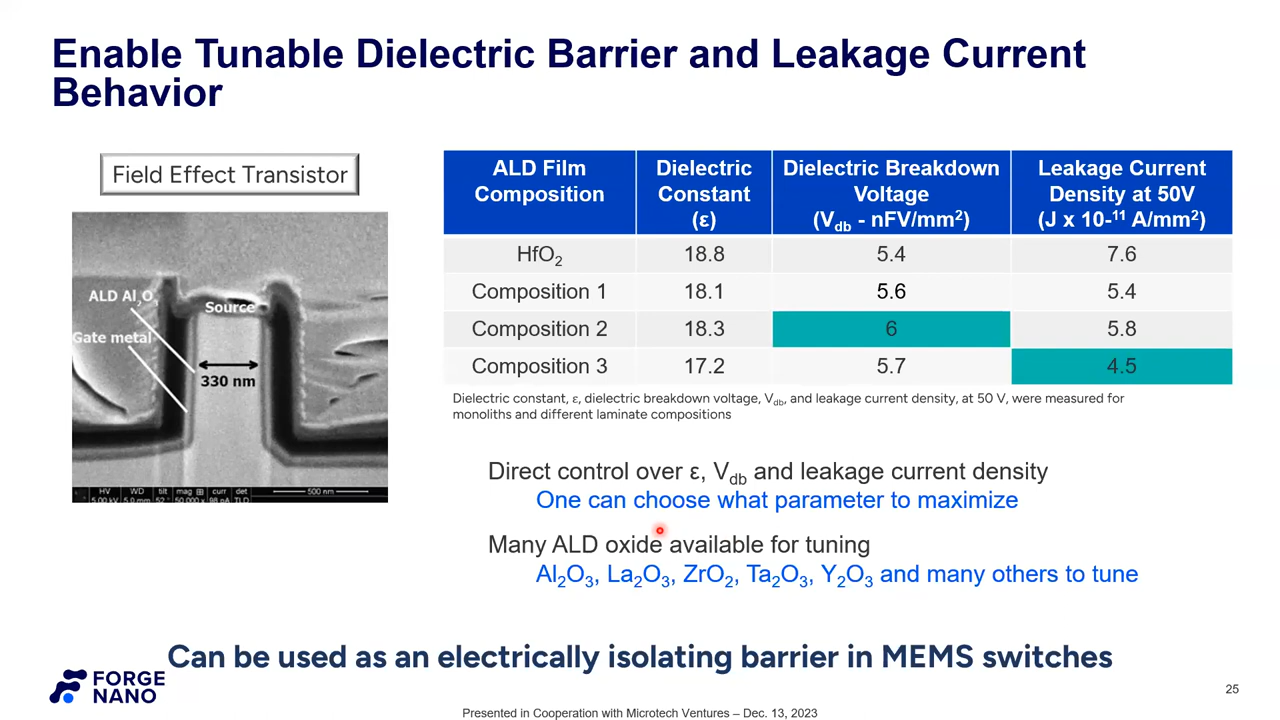 Enable Tunable Dielectric Barrier and Leakage Current
Behavior
Field Effect Transistor
ALD Al₂O₃
Source
Gate metal
330 nm
HV WD tilt mag ⊞ curr det
5.00 kV 5.0 mm 52 ° 50,000 x 98 pA TLD
500 nm
ALD Film Composition | Dielectric Constant (ε) | Dielectric Breakdown Voltage (V_db - nFV/mm²) | Leakage Current Density at 50V (J x 10-¹¹ A/mm²)
HfO₂ | 18.8 | 5.4 | 7.6
Composition 1 | 18.1 | 5.6 | 5.4
Composition 2 | 18.3 | 6 | 5.8
Composition 3 | 17.2 | 5.7 | 4.5
Dielectric constant, ε, dielectric breakdown voltage, V_db, and leakage current density, at 50 V, were measured for
monoliths and different laminate compositions
Direct control over ε, V_db and leakage current density
One can choose what parameter to maximize
Many ALD oxide available for tuning
Al₂O₃, La₂O₃, ZrO₂, Ta₂O₃, Y₂O₃ and many others to tune
Can be used as an electrically isolating barrier in MEMS switches
FORGE
NANO
25
Presented in Cooperation with Microtech Ventures – Dec. 13, 2023